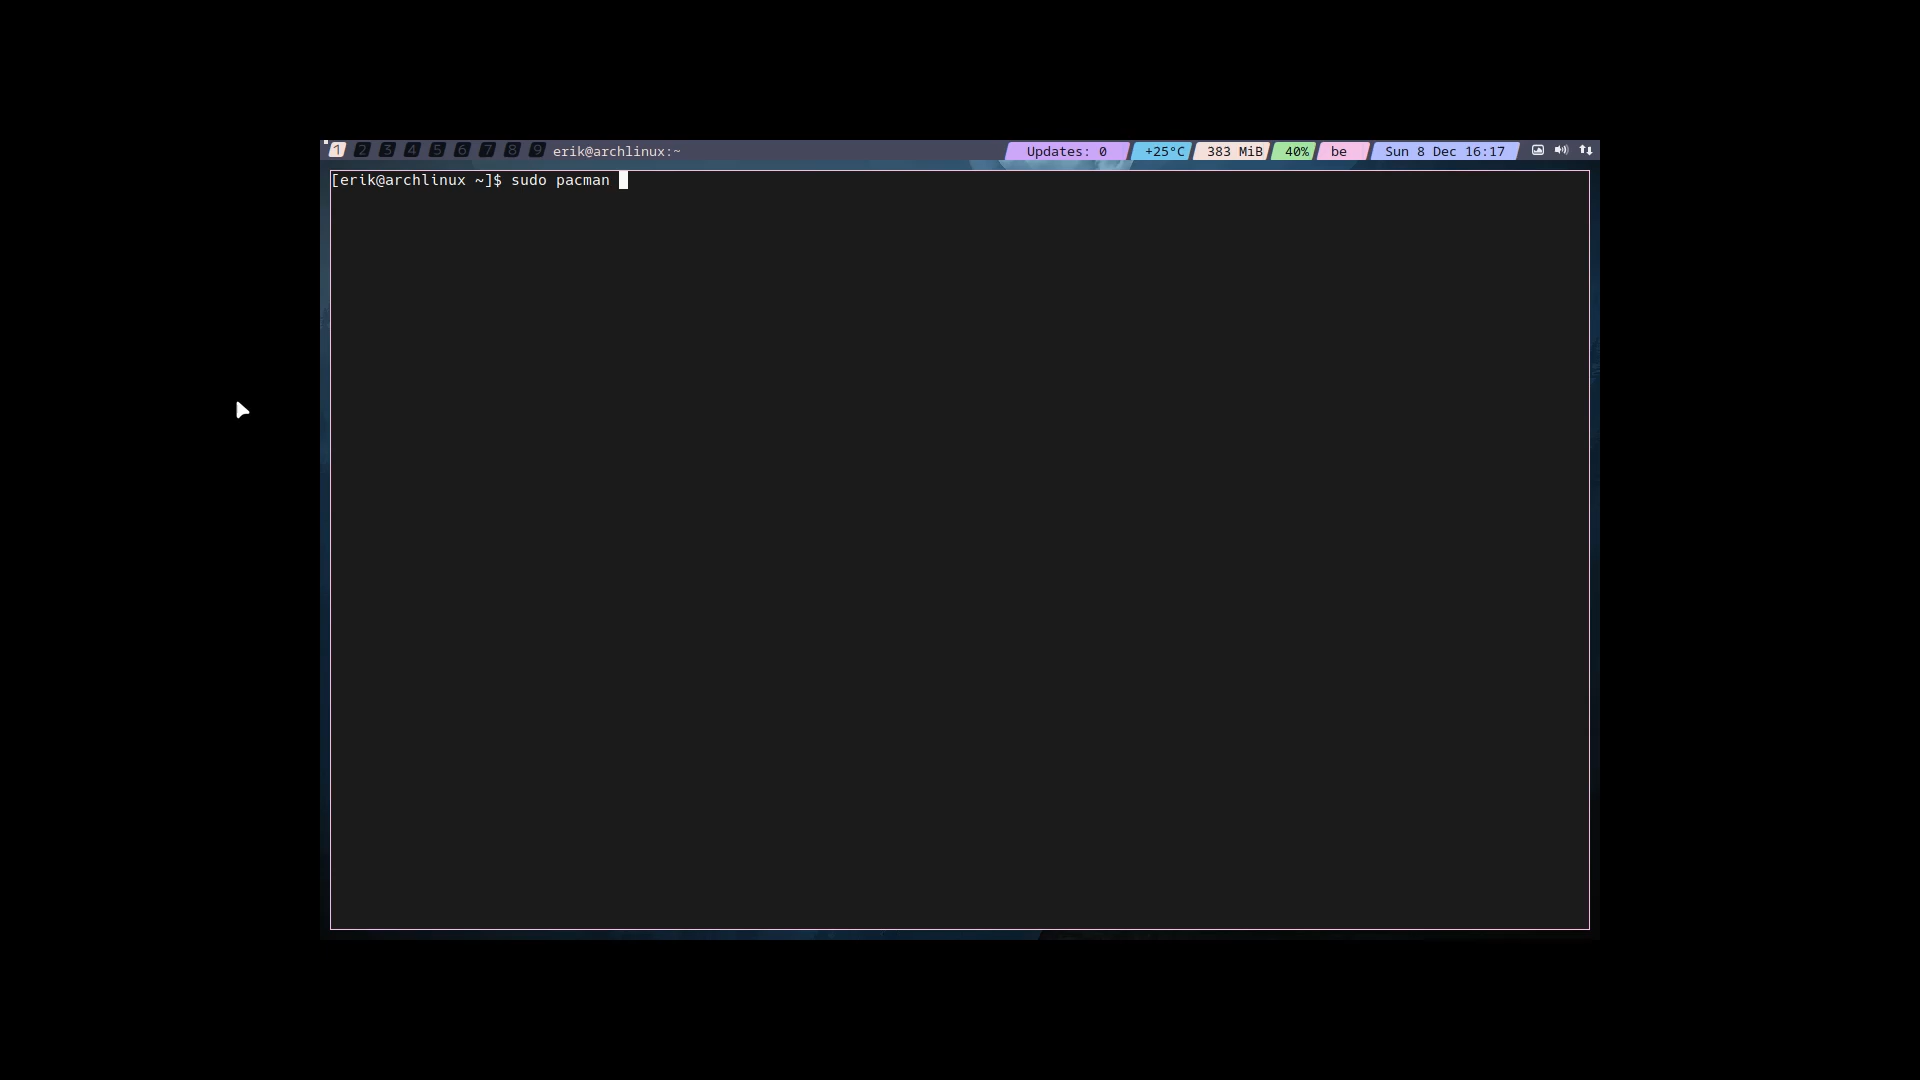 1 2 3 4 5 6 7 8 9 erik@archlinux:~ Updates: 0 +25°C 383 MiB 40% be Sun 8 Dec 16:17
[erik@archlinux ~]$ sudo pacman